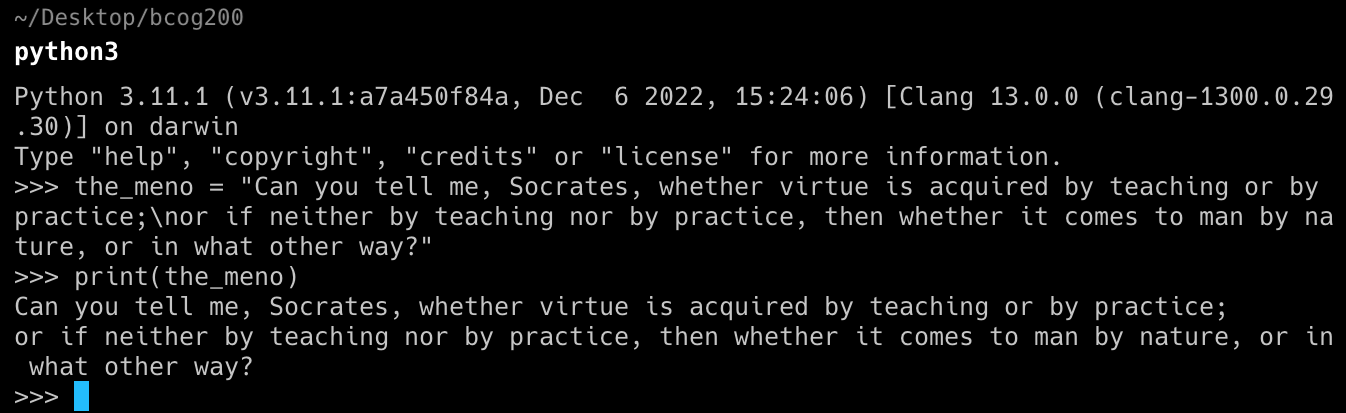 ~/Desktop/bcog200
python3
Python 3.11.1 (v3.11.1:a7a450f84a, Dec  6 2022, 15:24:06) [Clang 13.0.0 (clang-1300.0.29
.30)] on darwin
Type "help", "copyright", "credits" or "license" for more information.
>>> the_meno = "Can you tell me, Socrates, whether virtue is acquired by teaching or by
practice;\nor if neither by teaching nor by practice, then whether it comes to man by na
ture, or in what other way?"
>>> print(the_meno)
Can you tell me, Socrates, whether virtue is acquired by teaching or by practice;
or if neither by teaching nor by practice, then whether it comes to man by nature, or in
 what other way?
>>>